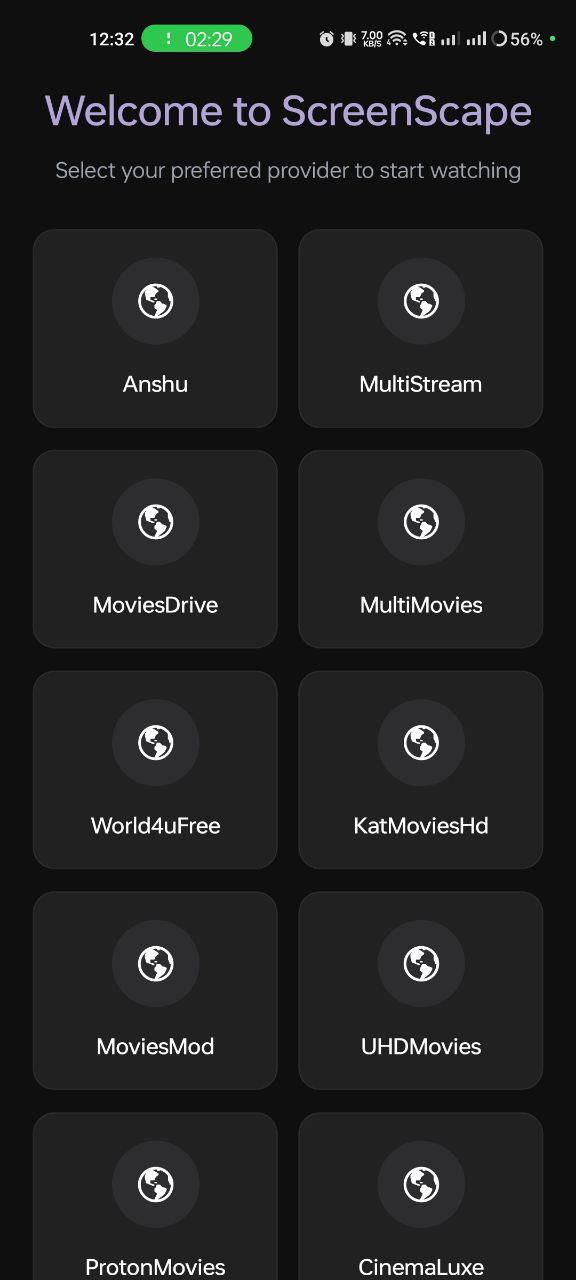 12:32 02:29 7.00 KB/S 56%
Welcome to ScreenScape
Select your preferred provider to start watching
Anshu MultiStream
MoviesDrive MultiMovies
World4uFree KatMoviesHd
MoviesMod UHDMovies
ProtonMovies CinemaLuxe